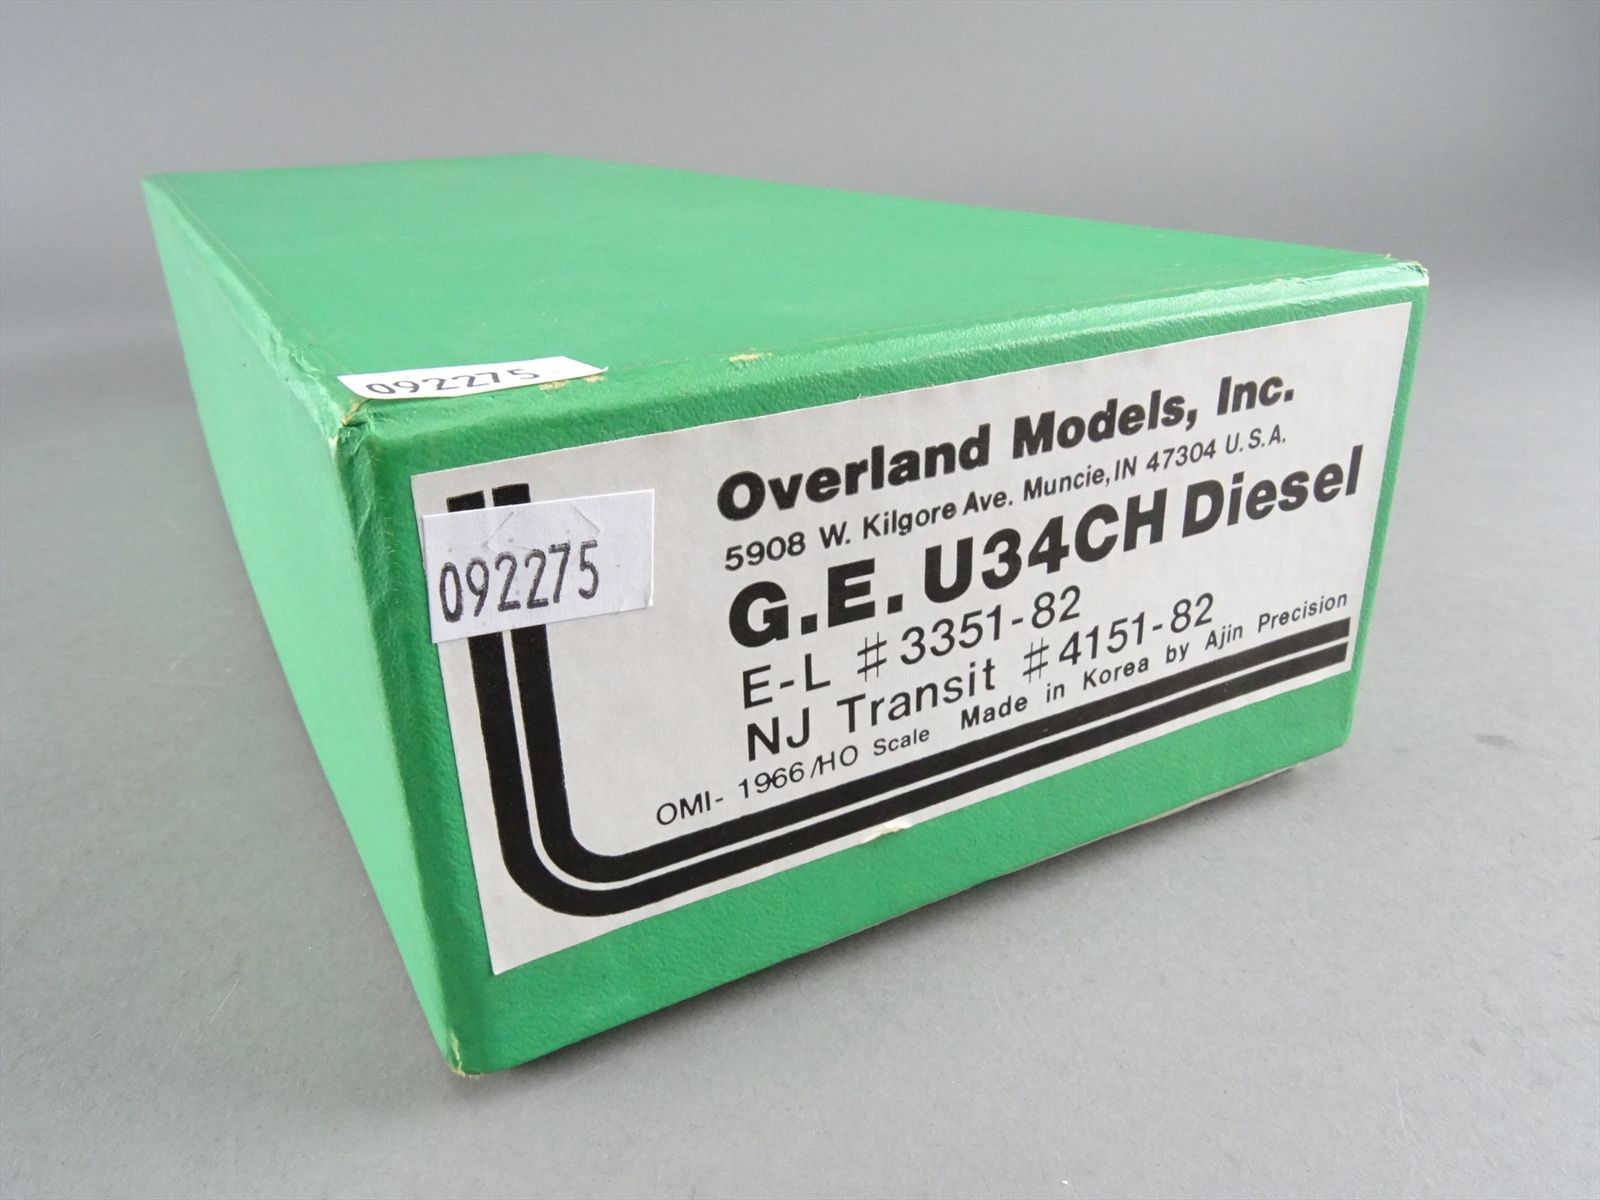 092275
Overland Models, Inc.
5908 W. Kilgore Ave. Muncie, IN 47304 U.S.A.
092275
G.E. U34CH Diesel
E-L #3351-82
NJ Transit #4151-82
OMI- 1966/HO Scale Made in Korea by Ajin Precision